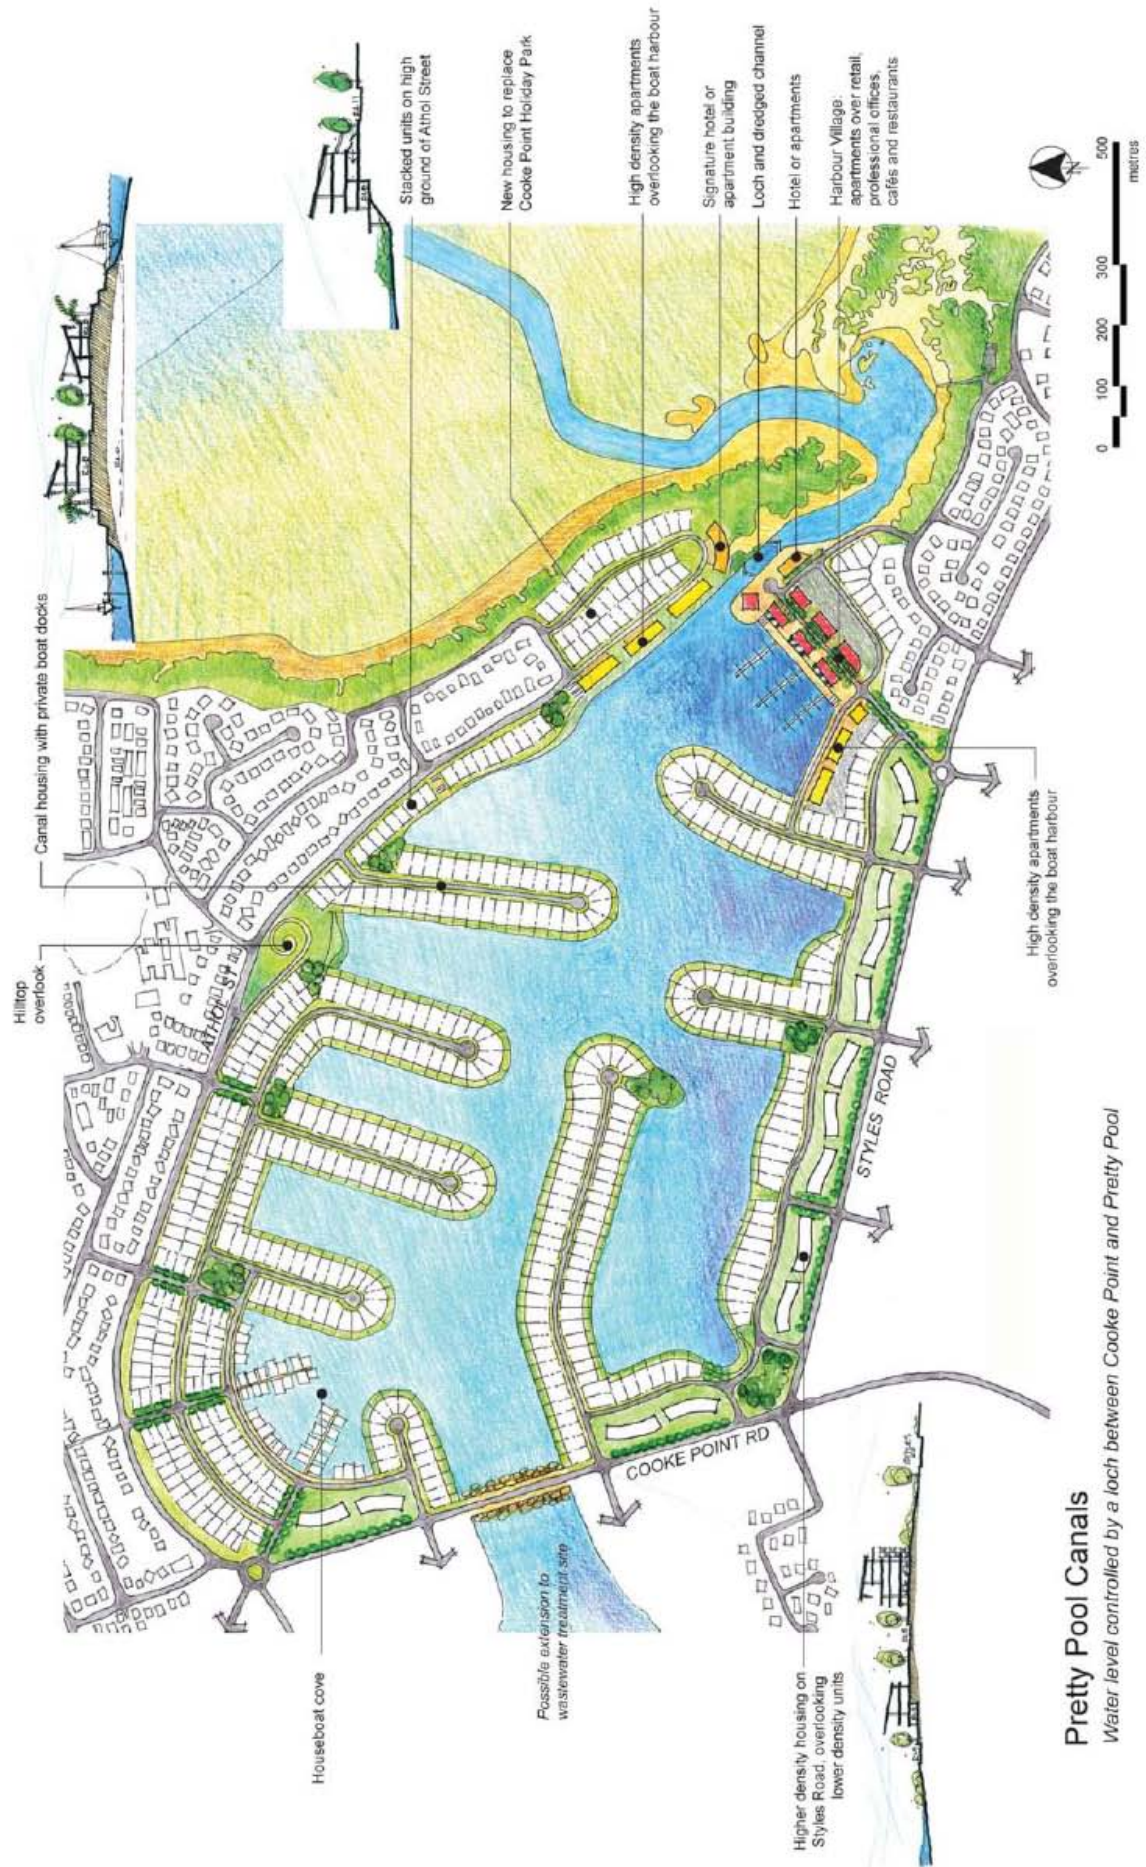 Pretty Pool Canals
Water level controlled by a loch between Cooke Point and Pretty Pool
Hilltop
overlook
Canal housing with private boat docks
Stacked units on high
ground of Athol Street
New housing to replace
Cooke Point Holiday Park
High density apartments
overlooking the boat harbour
Signature hotel or
apartment building
Loch and dredged channel
Hotel or apartments
Harbour Village:
apartments over retail,
professional offices,
cafés and restaurants
Houseboat cove
Possible extension to
wastewater treatment site
Higher density housing on
Styles Road, overlooking
lower density units
High density apartments
overlooking the boat harbour
ATHOL ST
COOKE POINT RD
STYLES ROAD
N
0
100
200
300
500
metres